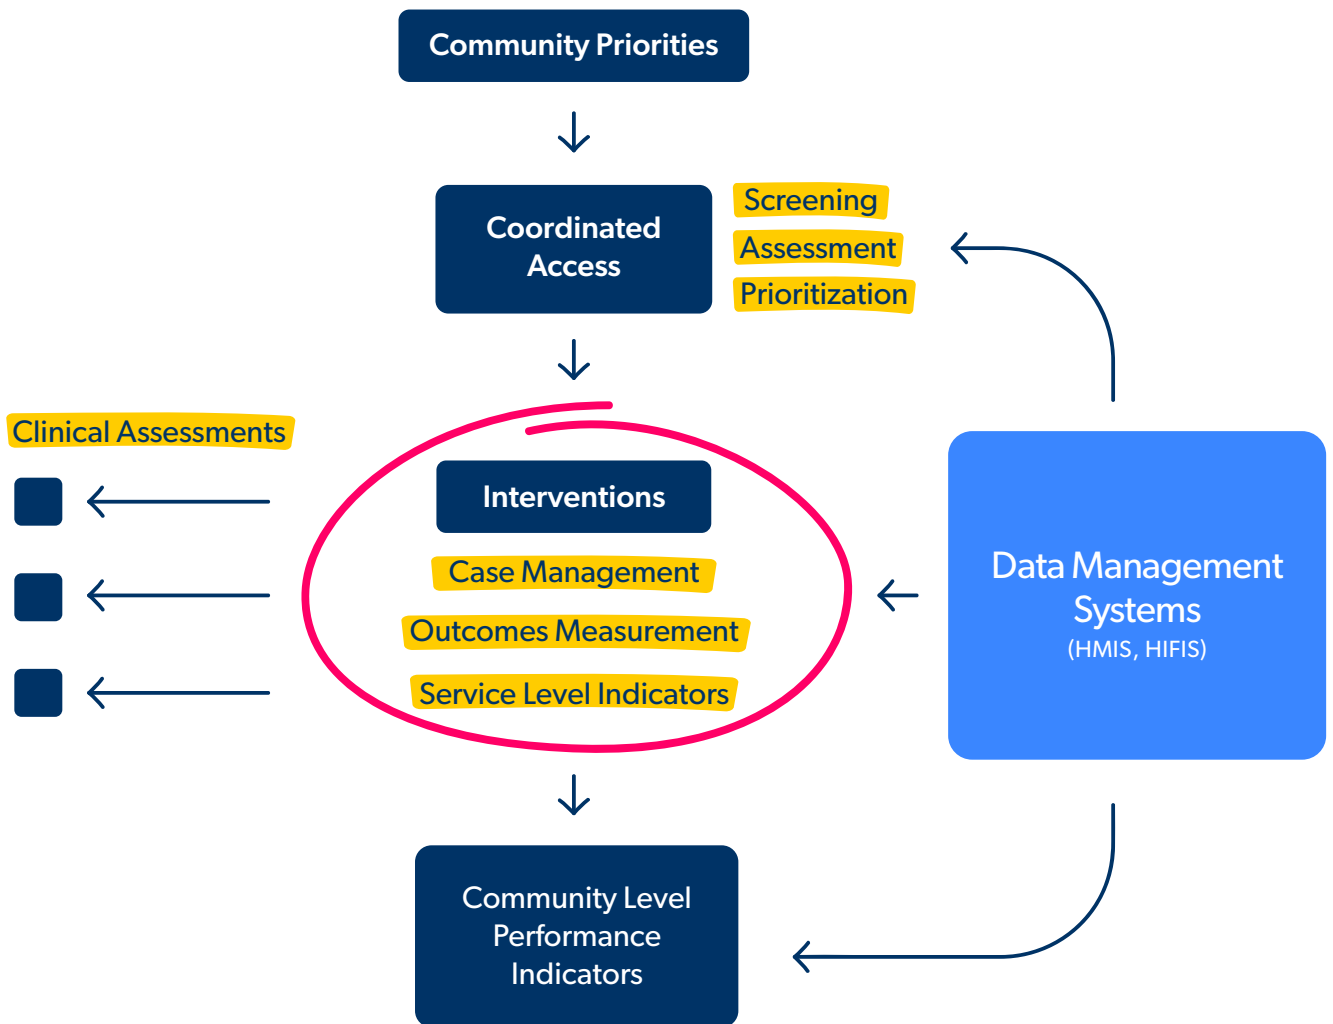 Community Priorities
Coordinated
Access
Screening
Assessment
Prioritization
Clinical Assessments
Interventions
Case Management
Outcomes Measurement
Service Level Indicators
Data Management
Systems
(HMIS, HIFIS)
Community Level
Performance
Indicators